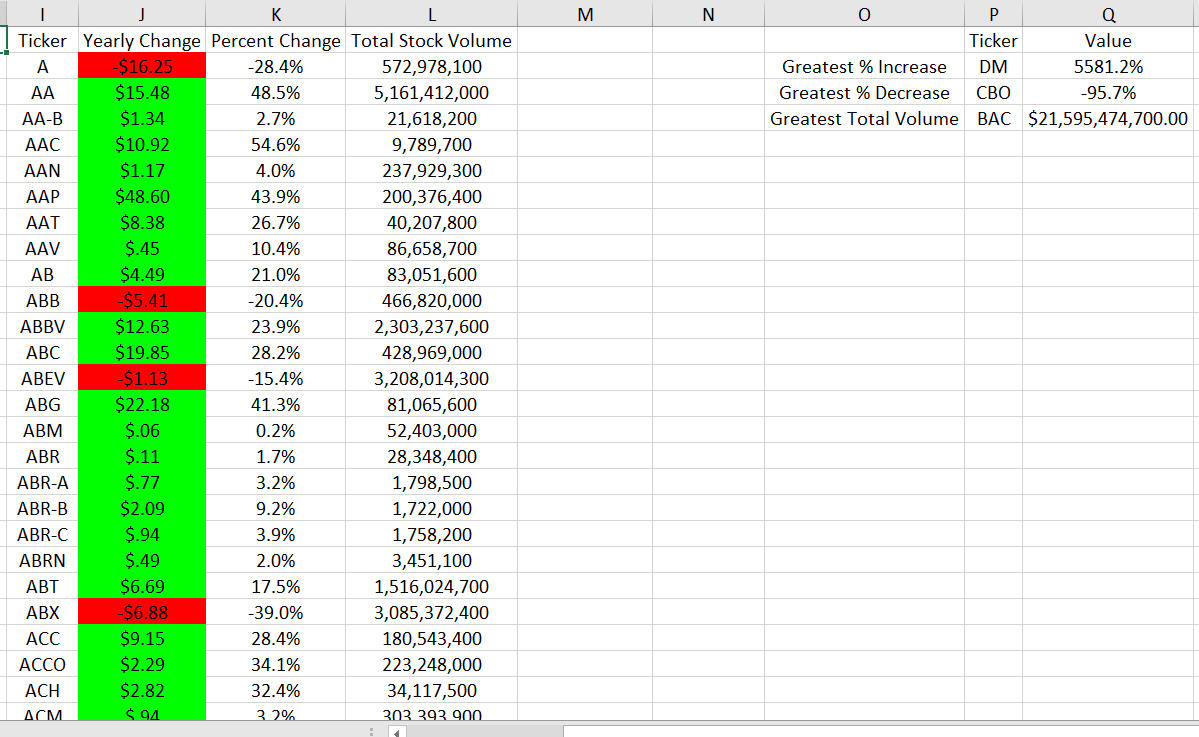 I J K L M N O P Q
Ticker Yearly Change Percent Change Total Stock Volume Ticker Value
A -$16.25 -28.4% 572,978,100 Greatest % Increase DM 5581.2%
AA $15.48 48.5% 5,161,412,000 Greatest % Decrease CBO -95.7%
AA-B $1.34 2.7% 21,618,200 Greatest Total Volume BAC $21,595,474,700.00
AAC $10.92 54.6% 9,789,700
AAN $1.17 4.0% 237,929,300
AAP $48.60 43.9% 200,376,400
AAT $8.38 26.7% 40,207,800
AAV $.45 10.4% 86,658,700
AB $4.49 21.0% 83,051,600
ABB -$5.41 -20.4% 466,820,000
ABBV $12.63 23.9% 2,303,237,600
ABC $19.85 28.2% 428,969,000
ABEV -$1.13 -15.4% 3,208,014,300
ABG $22.18 41.3% 81,065,600
ABM $.06 0.2% 52,403,000
ABR $.11 1.7% 28,348,400
ABR-A $.77 3.2% 1,798,500
ABR-B $2.09 9.2% 1,722,000
ABR-C $.94 3.9% 1,758,200
ABRN $.49 2.0% 3,451,100
ABT $6.69 17.5% 1,516,024,700
ABX -$6.88 -39.0% 3,085,372,400
ACC $9.15 28.4% 180,543,400
ACCO $2.29 34.1% 223,248,000
ACH $2.82 32.4% 34,117,500
ACM $.94 3.2% 303,393,900